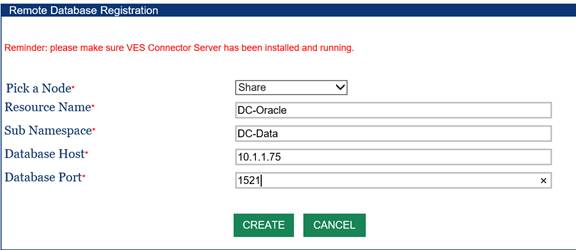 Remote Database Registration
Reminder: please make sure VES Connector Server has been installed and running.
Pick a Node* Share
Resource Name* DC-Oracle
Sub Namespace* DC-Data
Database Host* 10.1.1.75
Database Port* 1521 ×
CREATE CANCEL